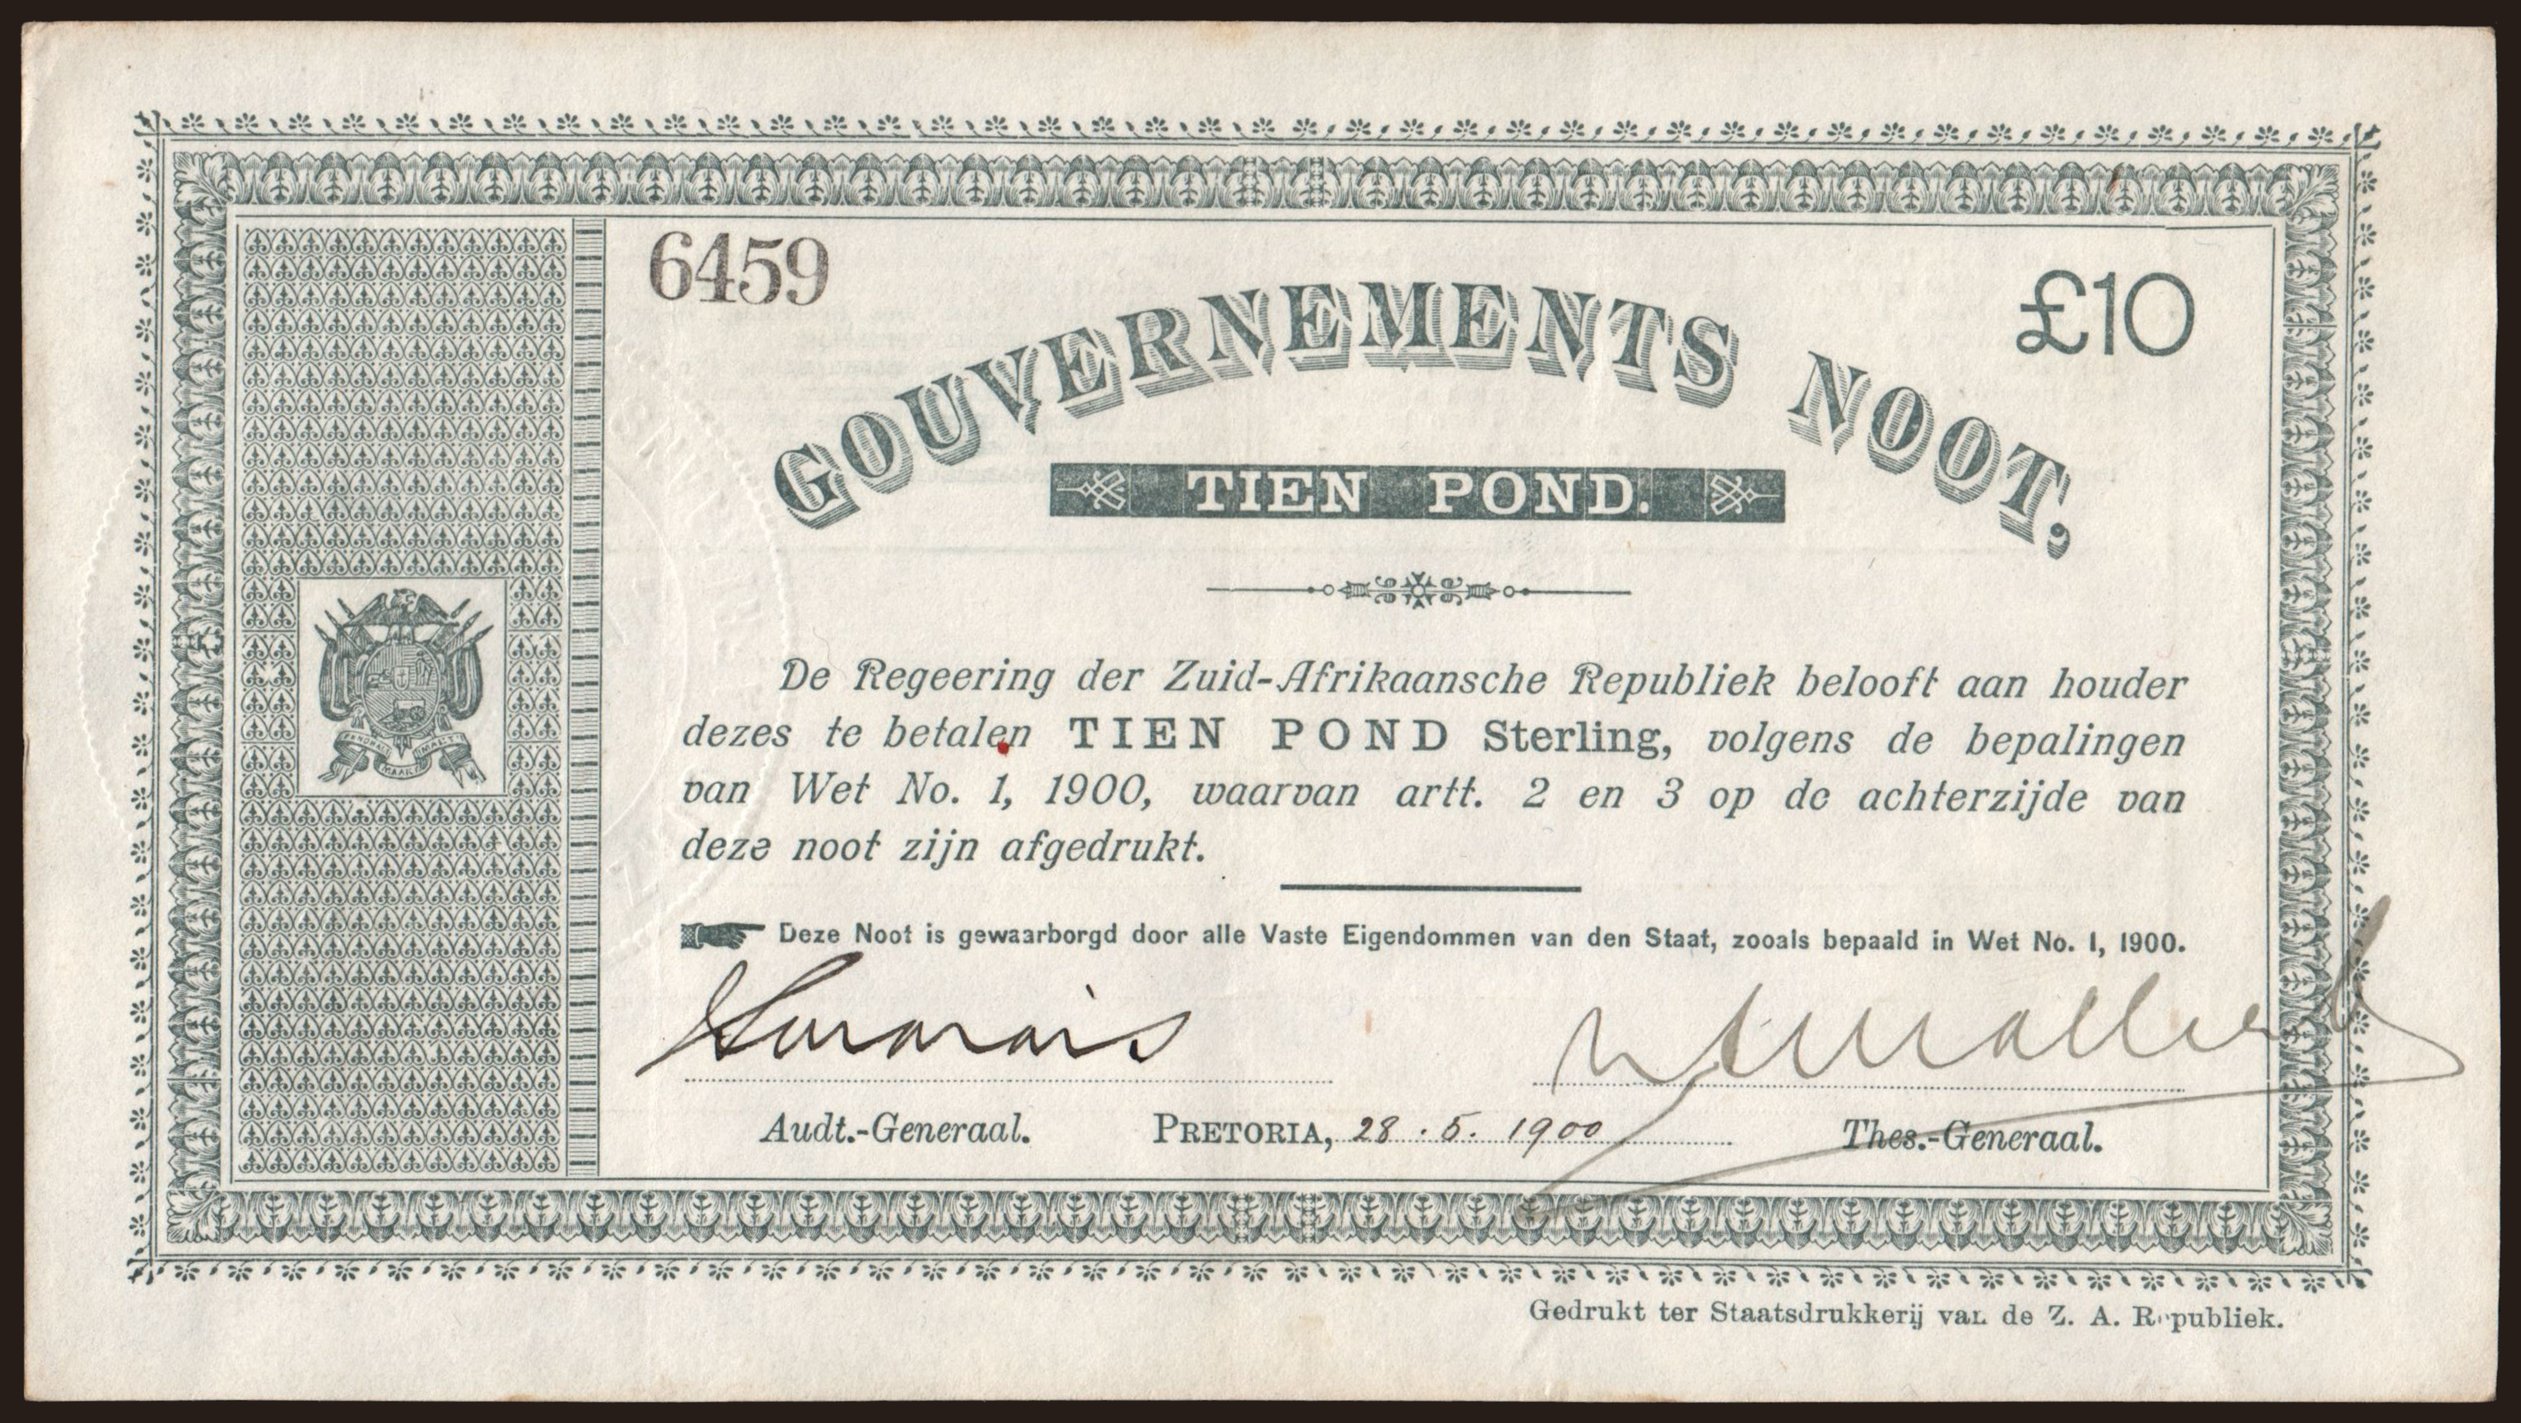 6459
£10
GOUVERNEMENTS NOOT,
TIEN POND.
De Regeering der Zuid-Afrikaansche Republiek belooft aan houder
dezes te betalen TIEN POND Sterling, volgens de bepalingen
van Wet No. 1, 1900, waarvan artt. 2 en 3 op de achterzijde van
deze noot zijn afgedrukt.
Deze Noot is gewaarborgd door alle Vaste Eigendommen van den Staat, zooals bepaald in Wet No. 1, 1900.
Audt.-Generaal. PRETORIA, 28.5.1900 Thes.-Generaal.
Gedrukt ter Staatsdrukkerij van de Z. A. Republiek.